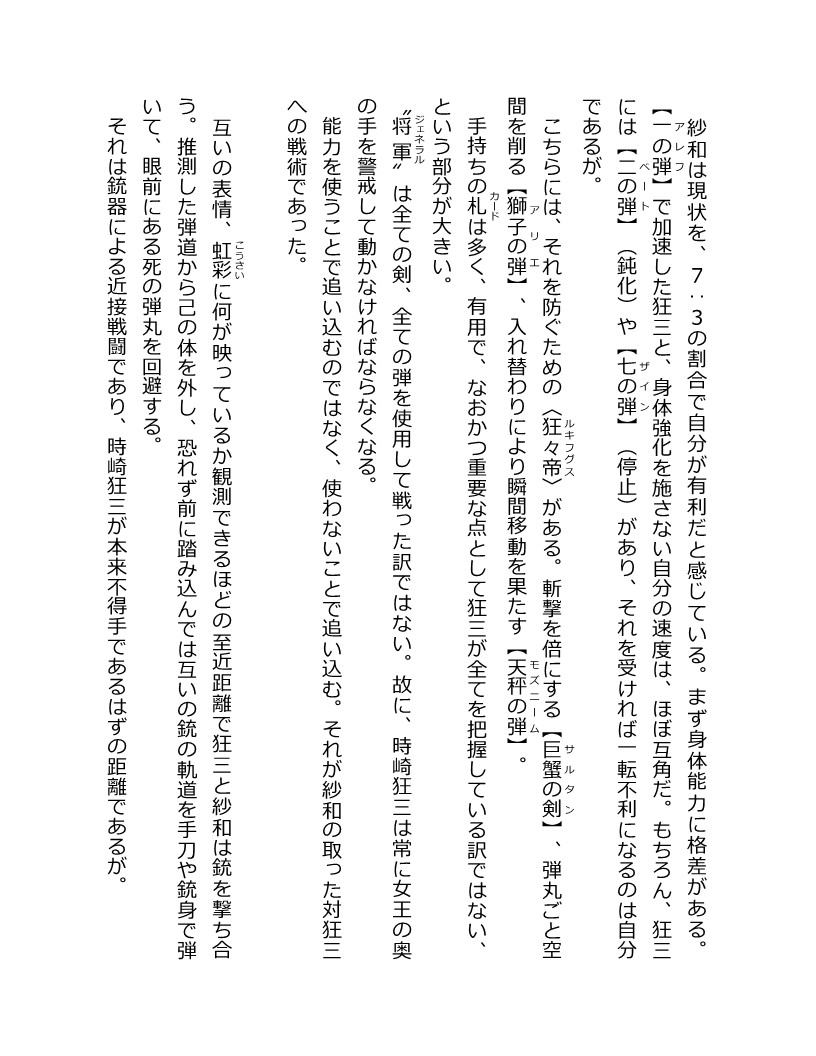 紗和は現状を、7：3の割合で自分が有利だと感じている。まず身体能力に格差がある。
【一の弾】で加速した狂三と、身体強化を施さない自分の速度は、ほぼ互角だ。もちろん、狂三
アレフ
には【二の弾】（鈍化）や【七の弾】（停止）があり、それを受ければ一転不利になるのは自分
ベート
ザイン
であるが。
こちらには、それを防ぐための〈狂々帝〉がある。斬撃を倍にする【巨蟹の剣】、弾丸ごと空
ルキフグス
サルタン
間を削る【獅子の弾】、入れ替わりにより瞬間移動を果たす【天秤の弾】。
アリエ
モズニーム
手持ちの札は多く、有用で、なおかつ重要な点として狂三が全てを把握している訳ではない、
カード
という部分が大きい。
〝将軍〟は全ての剣、全ての弾を使用して戦った訳ではない。故に、時崎狂三は常に女王の奥
ジェネラル
の手を警戒して動かなければならなくなる。
能力を使うことで追い込むのではなく、使わないことで追い込む。それが紗和の取った対狂三
への戦術であった。
互いの表情、虹彩に何が映っているか観測できるほどの至近距離で狂三と紗和は銃を撃ち合
こうさい
う。推測した弾道から己の体を外し、恐れず前に踏み込んでは互いの銃の軌道を手刀や銃身で弾
いて、眼前にある死の弾丸を回避する。
それは銃器による近接戦闘であり、時崎狂三が本来不得手であるはずの距離であるが。